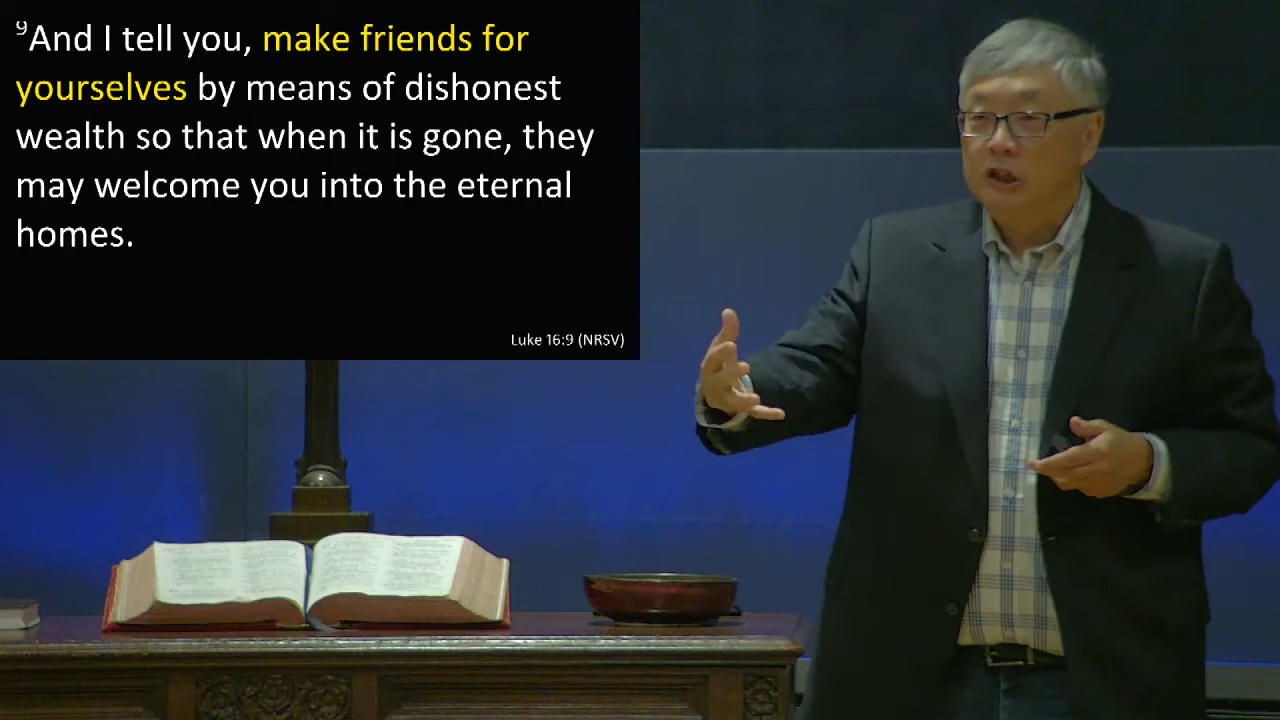 ⁹And I tell you, make friends for
yourselves by means of dishonest
wealth so that when it is gone, they
may welcome you into the eternal
homes.
Luke 16:9 (NRSV)